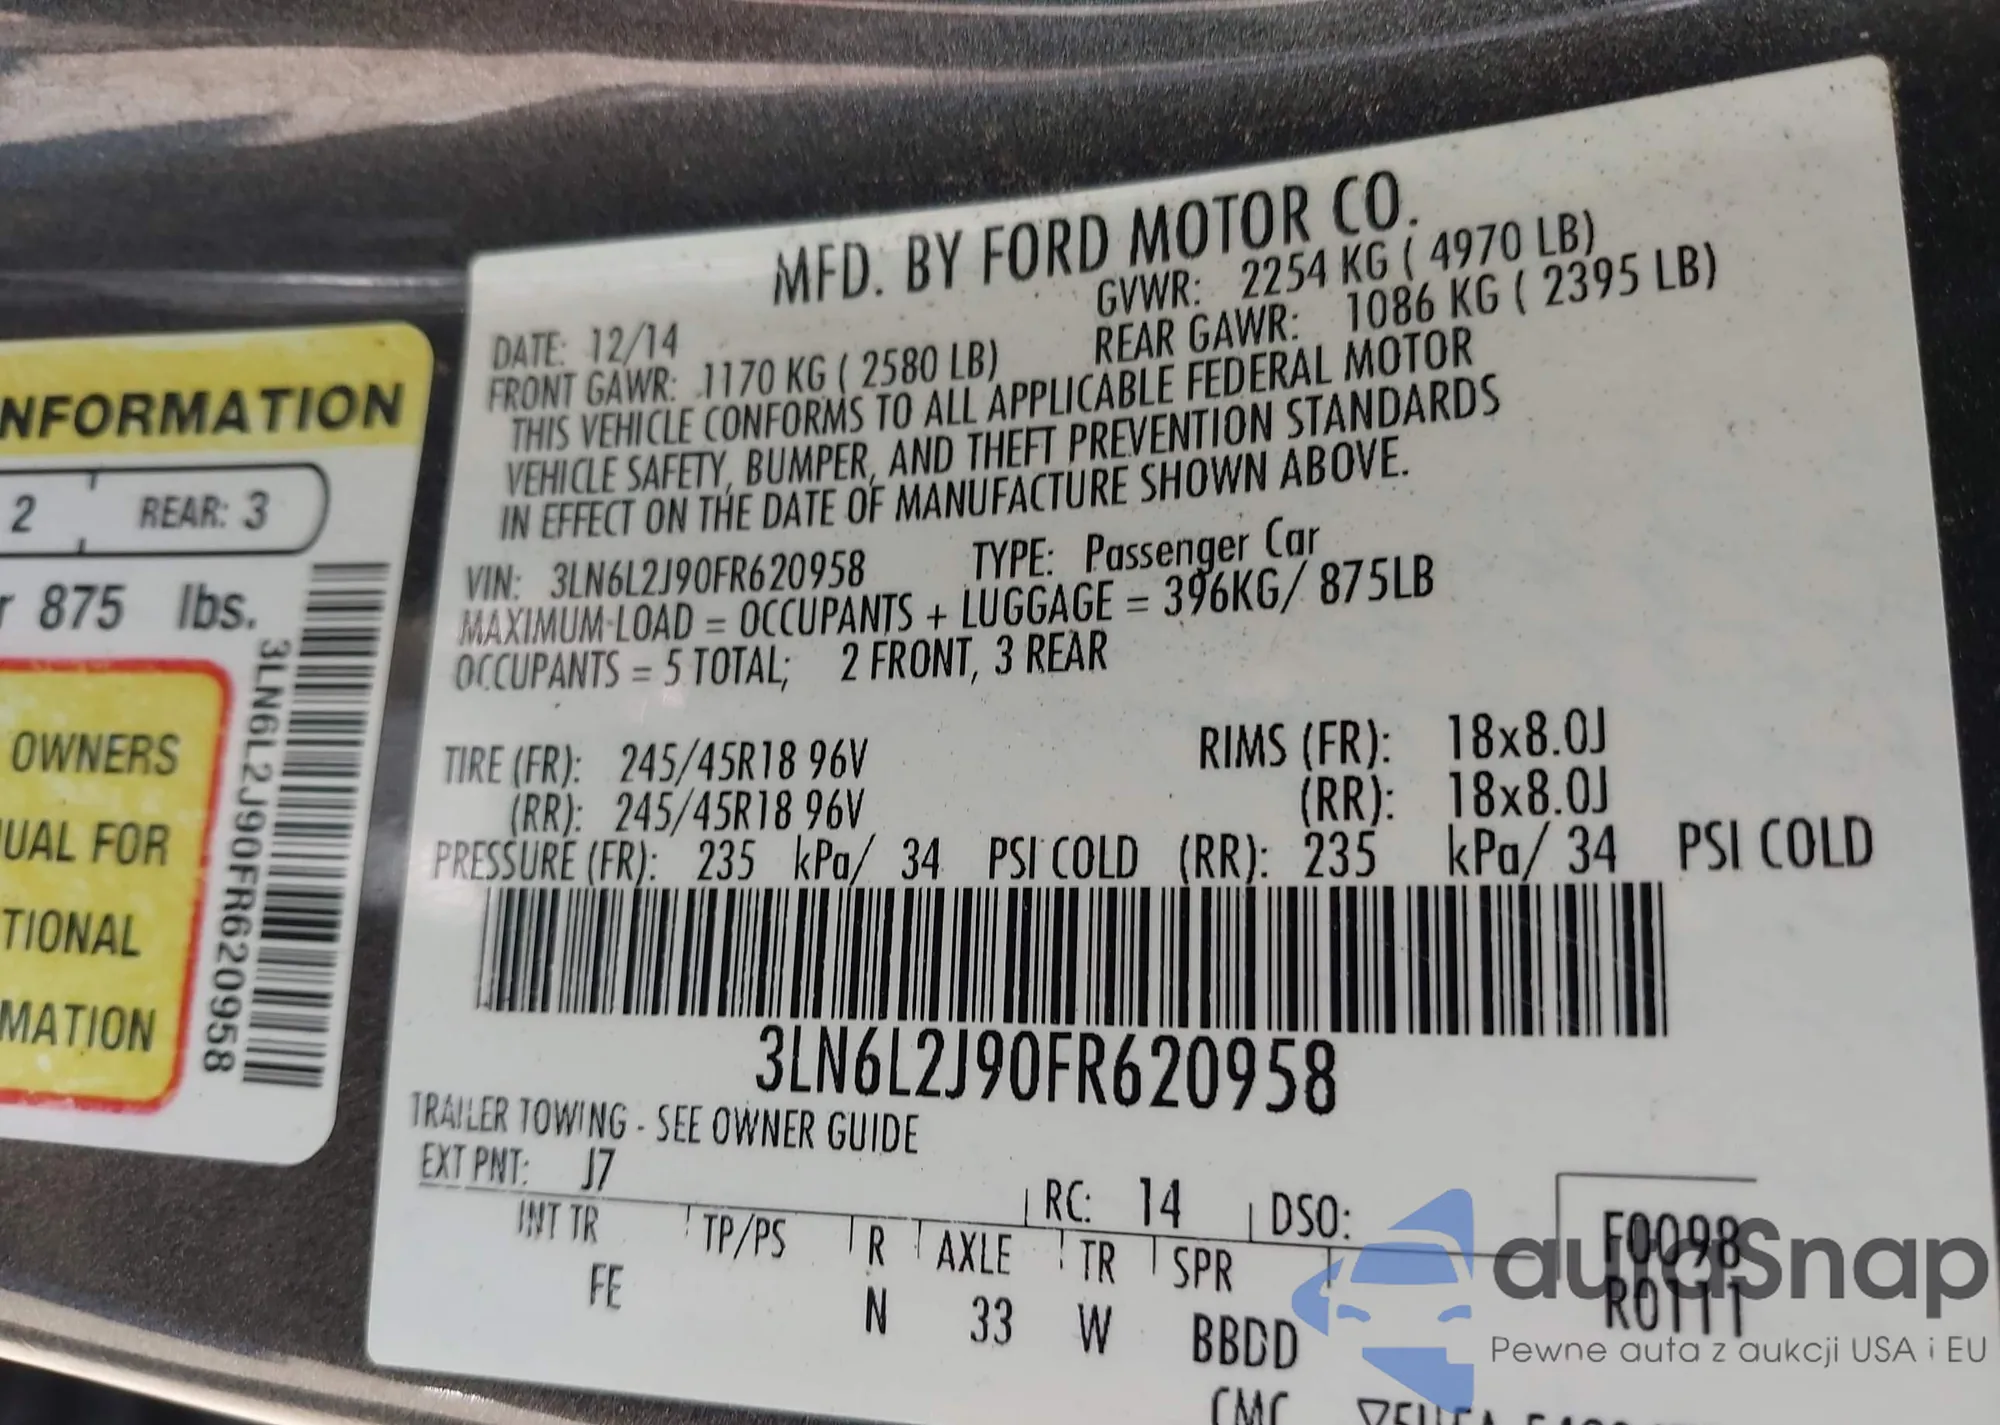 NFORMATION
2 REAR: 3
875 lbs.
OWNERS
UAL FOR
TIONAL
MATION
3LN6L2J90FR620958
MFD. BY FORD MOTOR CO.
DATE: 12/14 GVWR: 2254 KG ( 4970 LB)
FRONT GAWR: 1170 KG ( 2580 LB) REAR GAWR: 1086 KG ( 2395 LB)
THIS VEHICLE CONFORMS TO ALL APPLICABLE FEDERAL MOTOR
VEHICLE SAFETY, BUMPER, AND THEFT PREVENTION STANDARDS
IN EFFECT ON THE DATE OF MANUFACTURE SHOWN ABOVE.
VIN: 3LN6L2J90FR620958 TYPE: Passenger Car
MAXIMUM LOAD = OCCUPANTS + LUGGAGE = 396KG/ 875LB
OCCUPANTS = 5 TOTAL; 2 FRONT, 3 REAR
TIRE (FR): 245/45R18 96V RIMS (FR): 18x8.0J
(RR): 245/45R18 96V (RR): 18x8.0J
PRESSURE (FR): 235 kPa/ 34 PSI COLD (RR): 235 kPa/ 34 PSI COLD
3LN6L2J90FR620958
TRAILER TOWING - SEE OWNER GUIDE
EXT PNT: J7 RC: 14 DSO: F0098
INT TR TP/PS R AXLE TR SPR R0111
FE N 33 W BBDD
CMC
autaSnap
Pewne auta z aukcji USA i EU